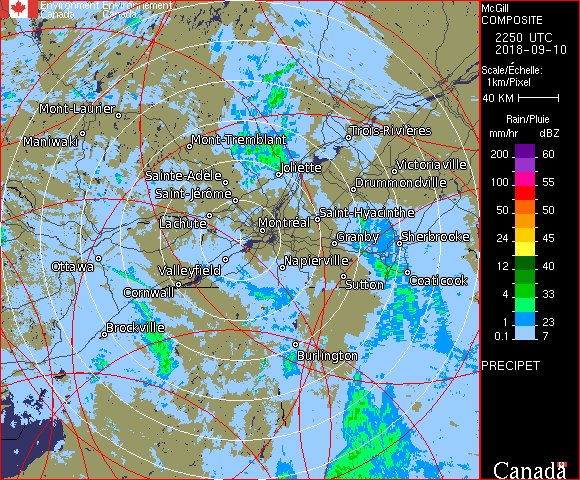 Environment Environnement
Canada Canada
McGill
COMPOSITE
2250 UTC
2018-09-10
Scale/Échelle:
1km/Pixel
40 KM
Rain/Pluie
mm/hr dBZ
200 60
100 55
50 50
24 45
12 40
4 33
1 23
0.1 7
PRECIPET
Canada
Mont-Laurier
Maniwaki
Mont-Tremblant
Trois-Rivières
Sainte-Adèle
Joliette
Victoriaville
Saint-Jérôme
Drummondville
Lachute
Montréal
Saint-Hyacinthe
Granby
Sherbrooke
Ottawa
Valleyfield
Napierville
Cornwall
Sutton
Coaticook
Brockville
Burlington